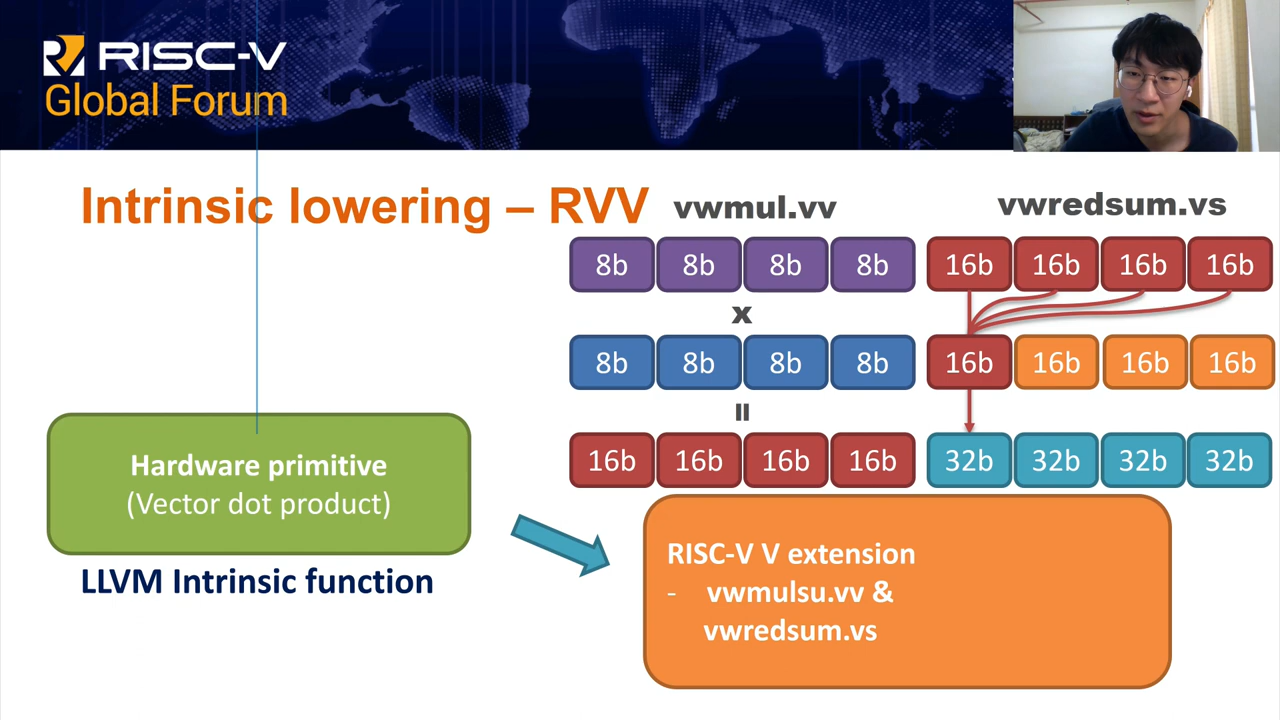 RISC-V
Global Forum
Intrinsic lowering – RVV
vwmul.vv
vwredsum.vs
8b 8b 8b 8b
16b 16b 16b 16b
x
8b 8b 8b 8b
16b 16b 16b 16b
=
16b 16b 16b 16b
32b 32b 32b 32b
Hardware primitive
(Vector dot product)
LLVM Intrinsic function
RISC-V V extension
- vwmulsu.vv &
vwredsum.vs